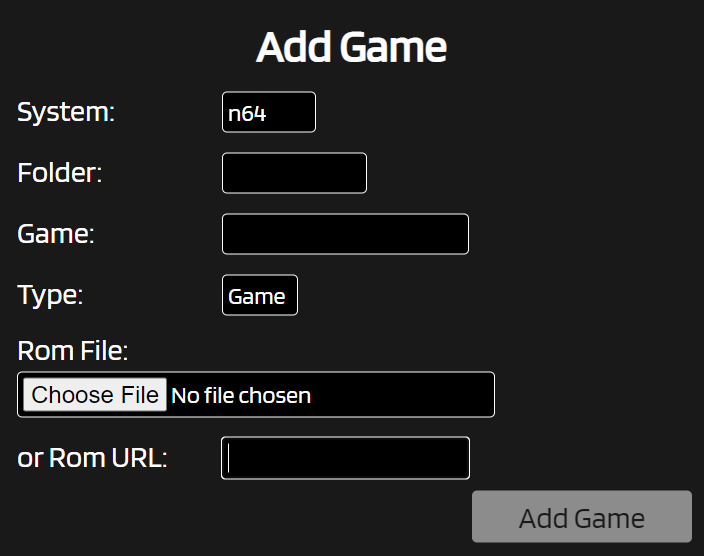 Add Game
System: n64
Folder:
Game:
Type: Game
Rom File:
Choose File No file chosen
or Rom URL:
Add Game